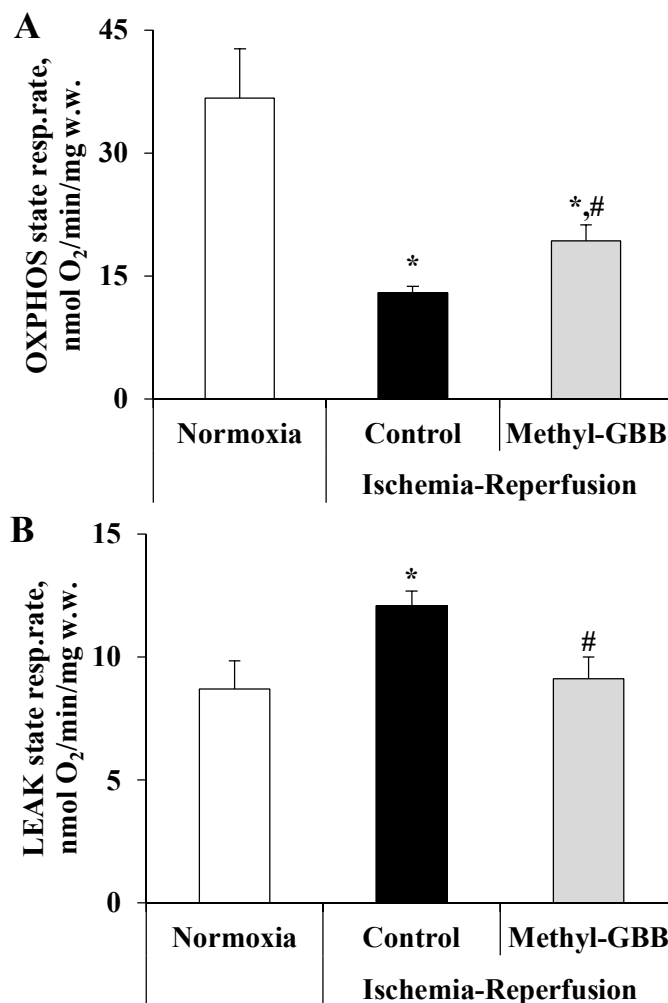 A
OXPHOS state resp.rate,
nmol O₂/min/mg w.w.
45
30
15
0
*
*,#
Normoxia
Control
Methyl-GBB
Ischemia-Reperfusion
B
LEAK state resp.rate,
nmol O₂/min/mg w.w.
15
10
5
0
*
#
Normoxia
Control
Methyl-GBB
Ischemia-Reperfusion